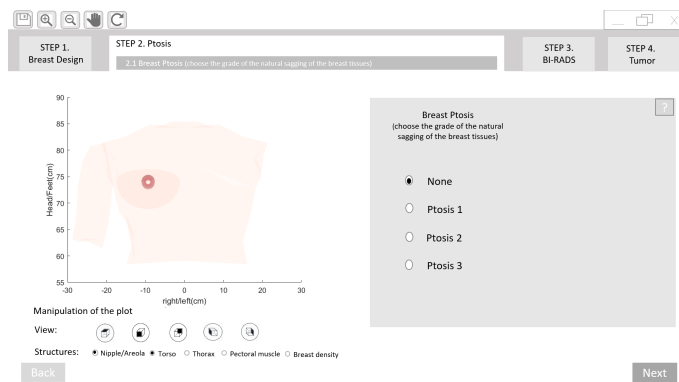 STEP 1.
Breast Design
STEP 2. Ptosis
2.1 Breast Ptosis (choose the grade of the natural sagging of the breast tissues)
STEP 3.
BI-RADS
STEP 4.
Tumor
90
85
80
75
70
65
60
55
Head/Feet(cm)
-30 -20 -10 0 10 20 30
right/left(cm)
Breast Ptosis
(choose the grade of the natural
sagging of the breast tissues)
?
None
Ptosis 1
Ptosis 2
Ptosis 3
Manipulation of the plot
View:
Structures: Nipple/Areola Torso Thorax Pectoral muscle Breast density
Back
Next